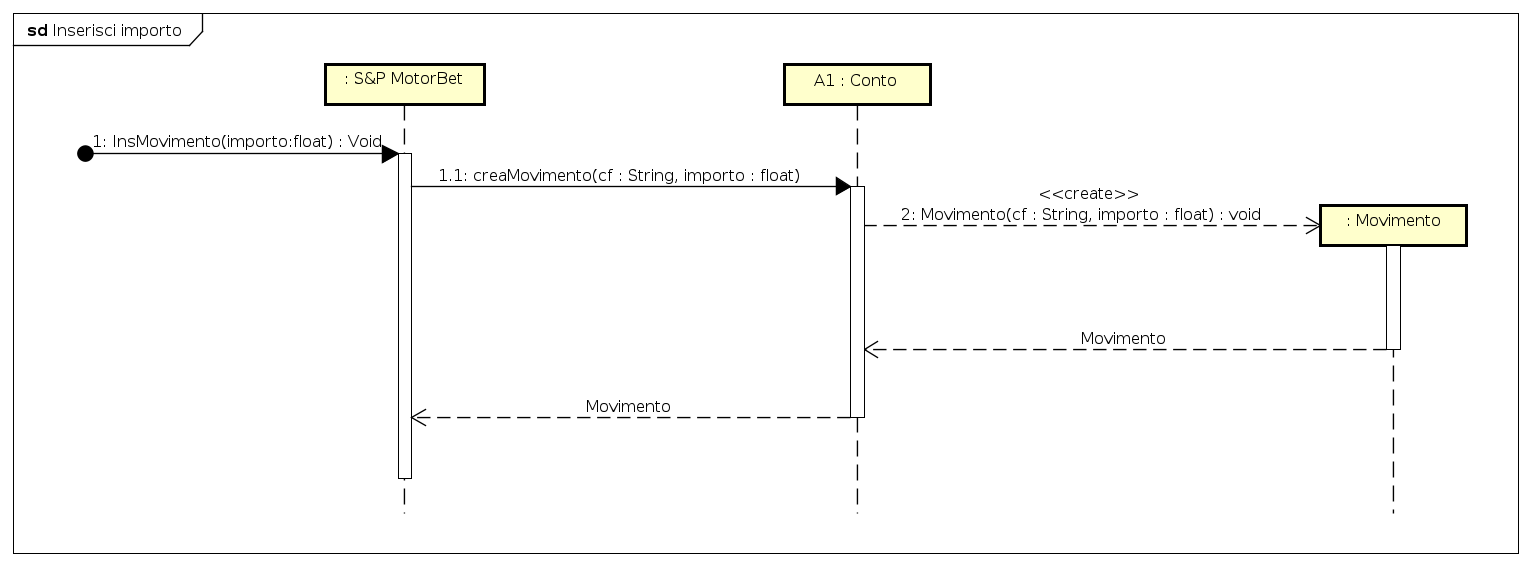 sd Inserisci importo
: S&P MotorBet
A1 : Conto
1: InsMovimento(importo:float) : Void
1.1: creaMovimento(cf : String, importo : float)
<<create>>
2: Movimento(cf : String, importo : float) : void
: Movimento
Movimento
Movimento